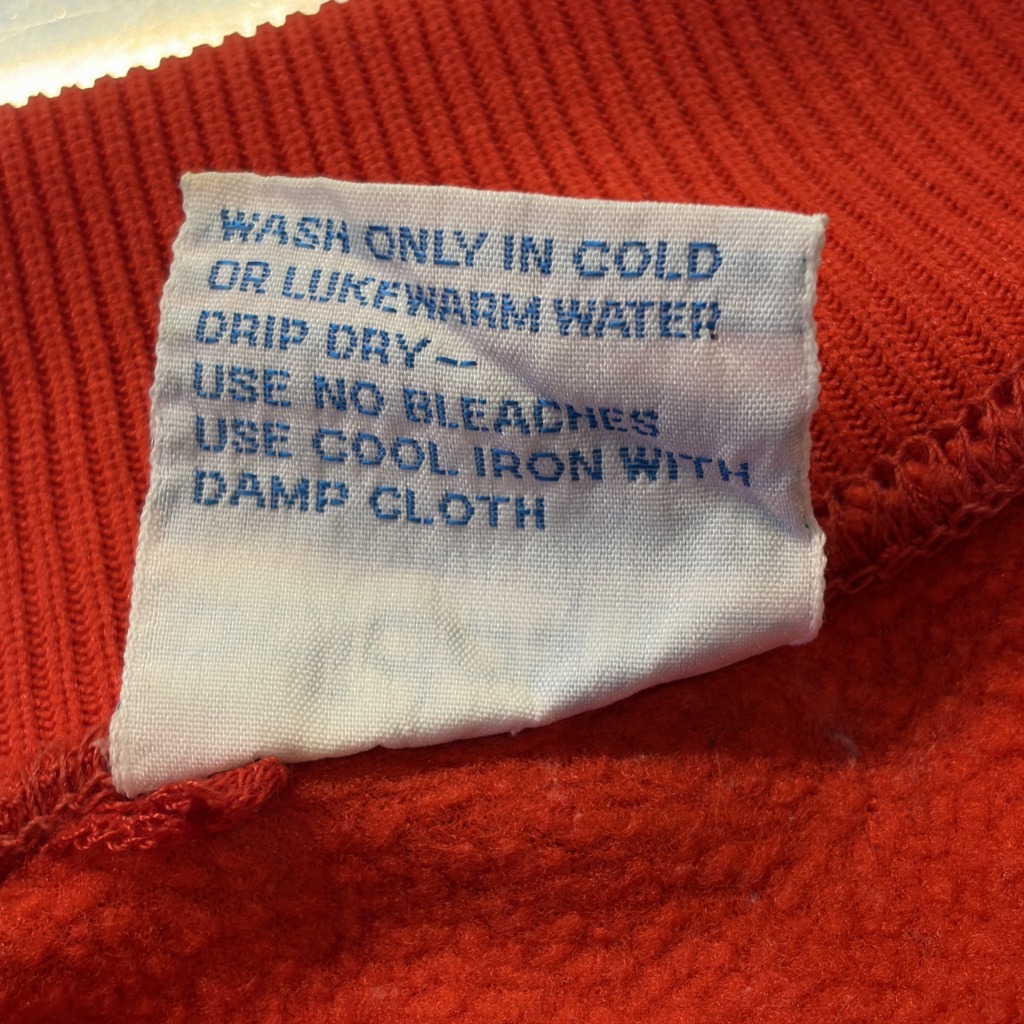 WASH ONLY IN COLD
OR LUKEWARM WATER
DRIP DRY--
USE NO BLEACHES
USE COOL IRON WITH
DAMP CLOTH